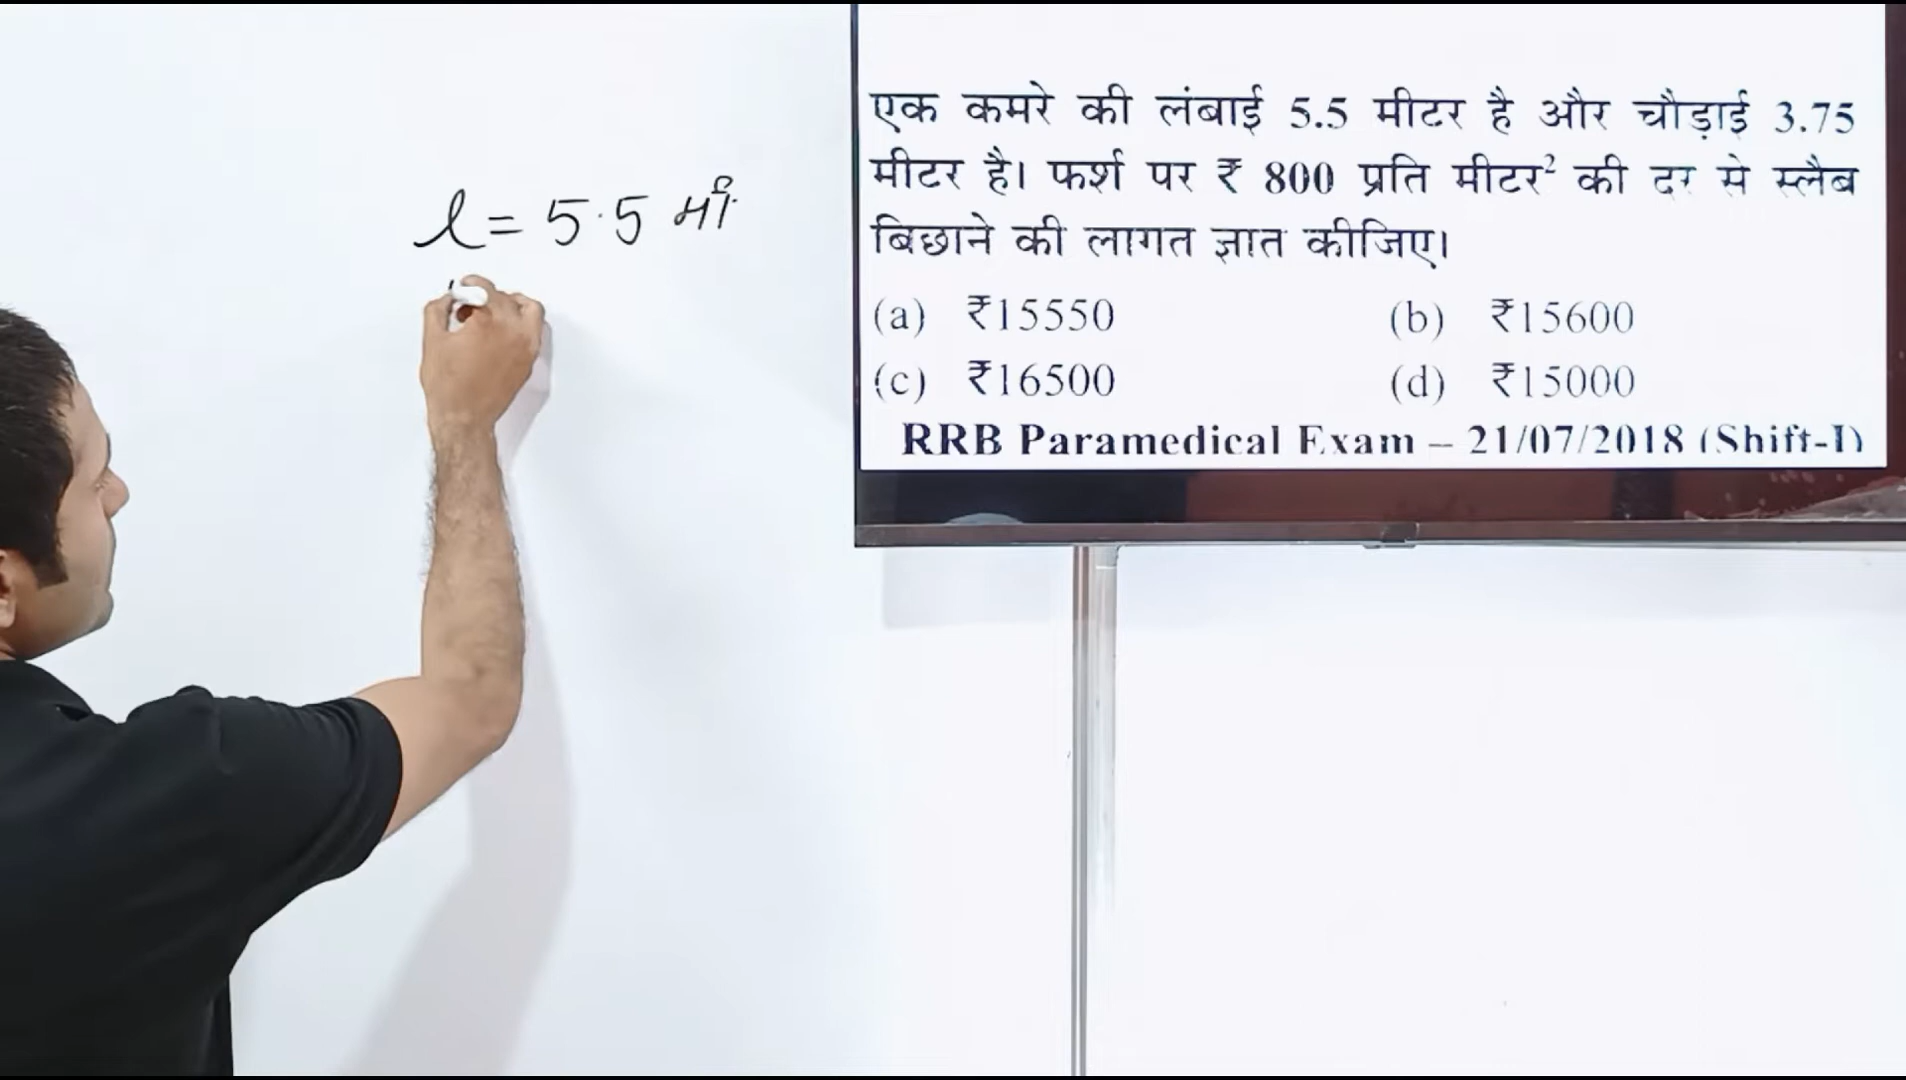 l = 5.5 मी.
एक कमरे की लंबाई 5.5 मीटर है और चौड़ाई 3.75
मीटर है। फर्श पर ₹ 800 प्रति मीटर² की दर से स्लैब
बिछाने की लागत ज्ञात कीजिए।
(a) ₹15550 (b) ₹15600
(c) ₹16500 (d) ₹15000
RRB Paramedical Exam – 21/07/2018 (Shift-I)